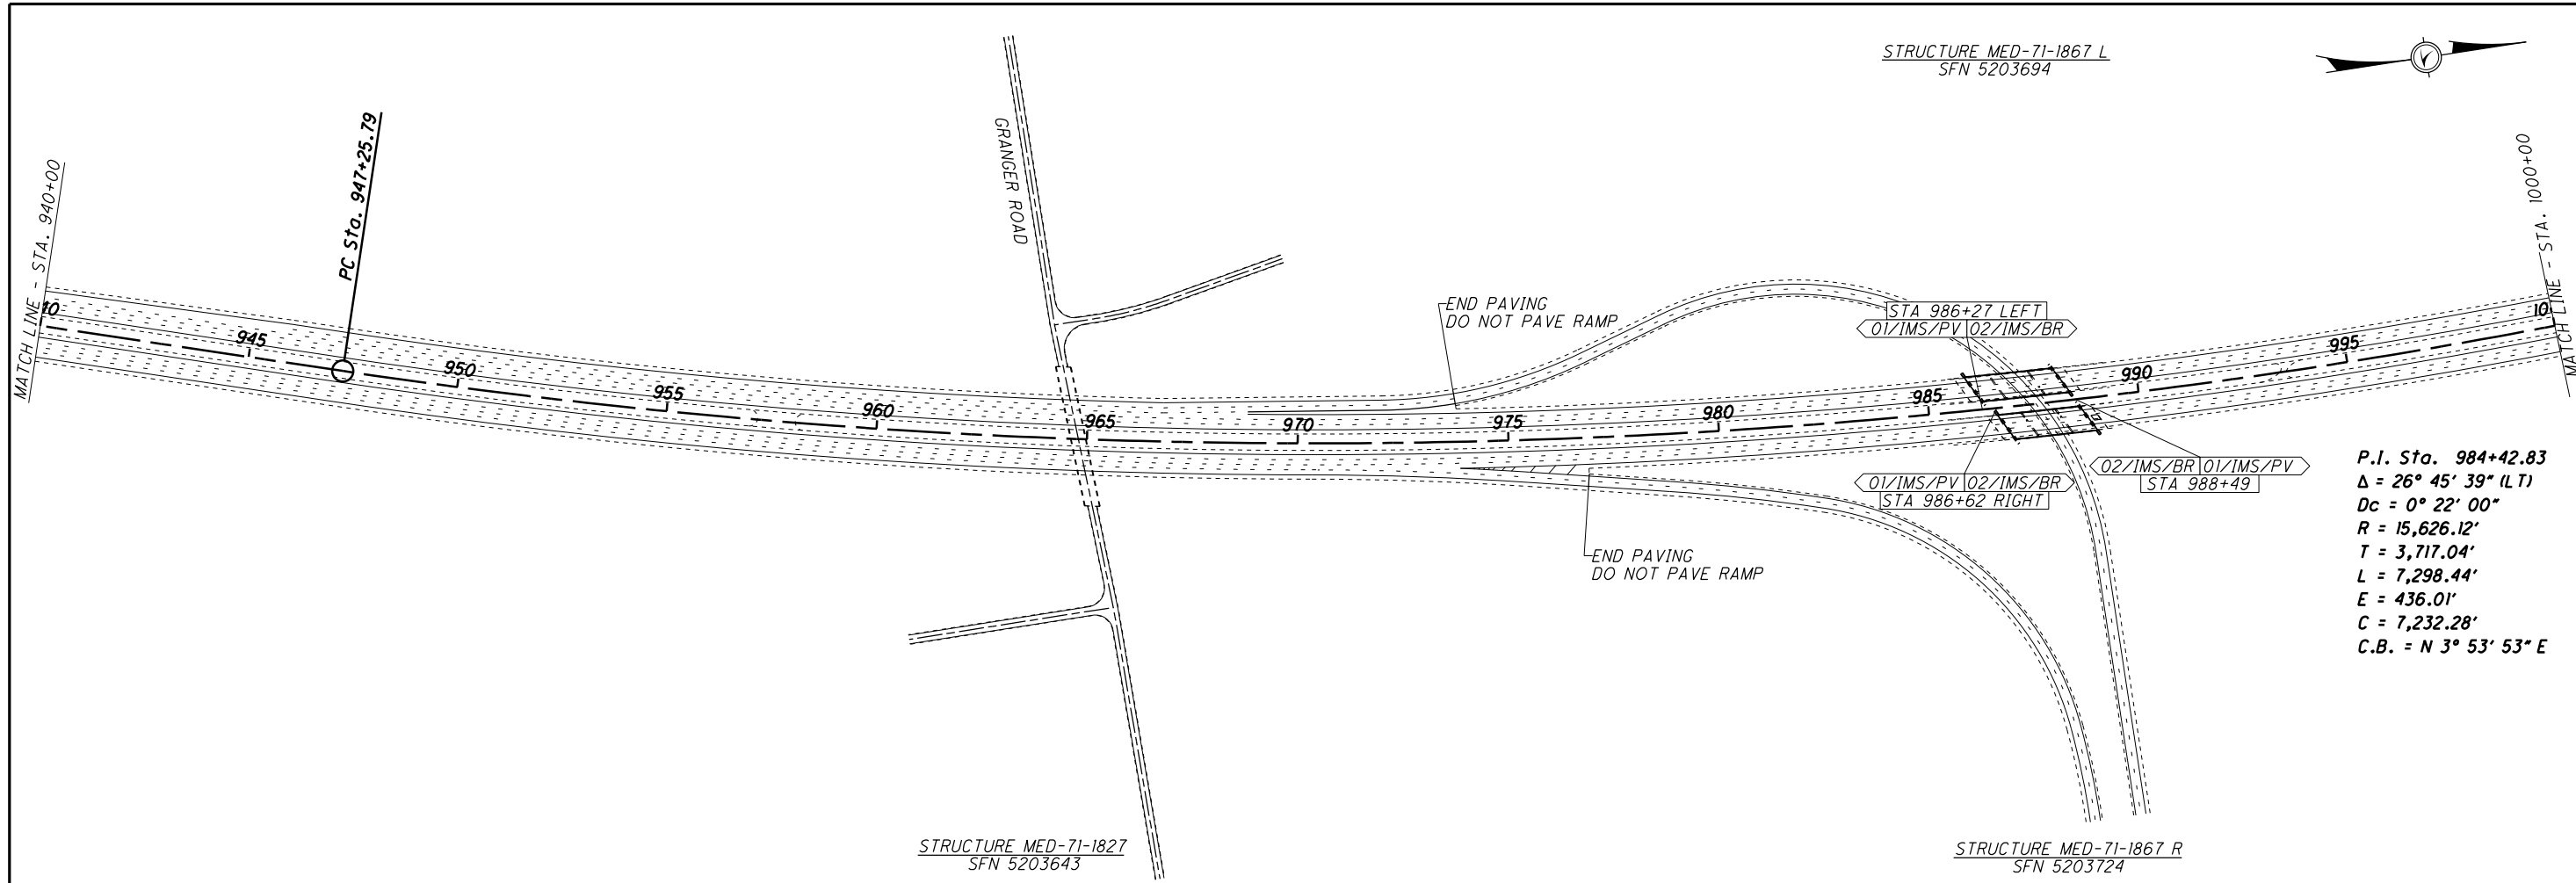 STRUCTURE MED-71-1867 L
SFN 5203694
MATCH LINE - STA. 940+00
PC Sta. 947+25.79
GRANGER ROAD
MATCH LINE - STA. 1000+00
END PAVING
DO NOT PAVE RAMP
STA 986+27 LEFT
01/IMS/PV 02/IMS/BR
10
945
950
955
960
965
970
975
980
985
990
995
10
02/IMS/BR 01/IMS/PV
STA 988+49
01/IMS/PV 02/IMS/BR
STA 986+62 RIGHT
END PAVING
DO NOT PAVE RAMP
P.I. Sta. 984+42.83
Δ = 26° 45' 39" (LT)
Dc = 0° 22' 00"
R = 15,626.12'
T = 3,717.04'
L = 7,298.44'
E = 436.01'
C = 7,232.28'
C.B. = N 3° 53' 53" E
STRUCTURE MED-71-1827
SFN 5203643
STRUCTURE MED-71-1867 R
SFN 5203724